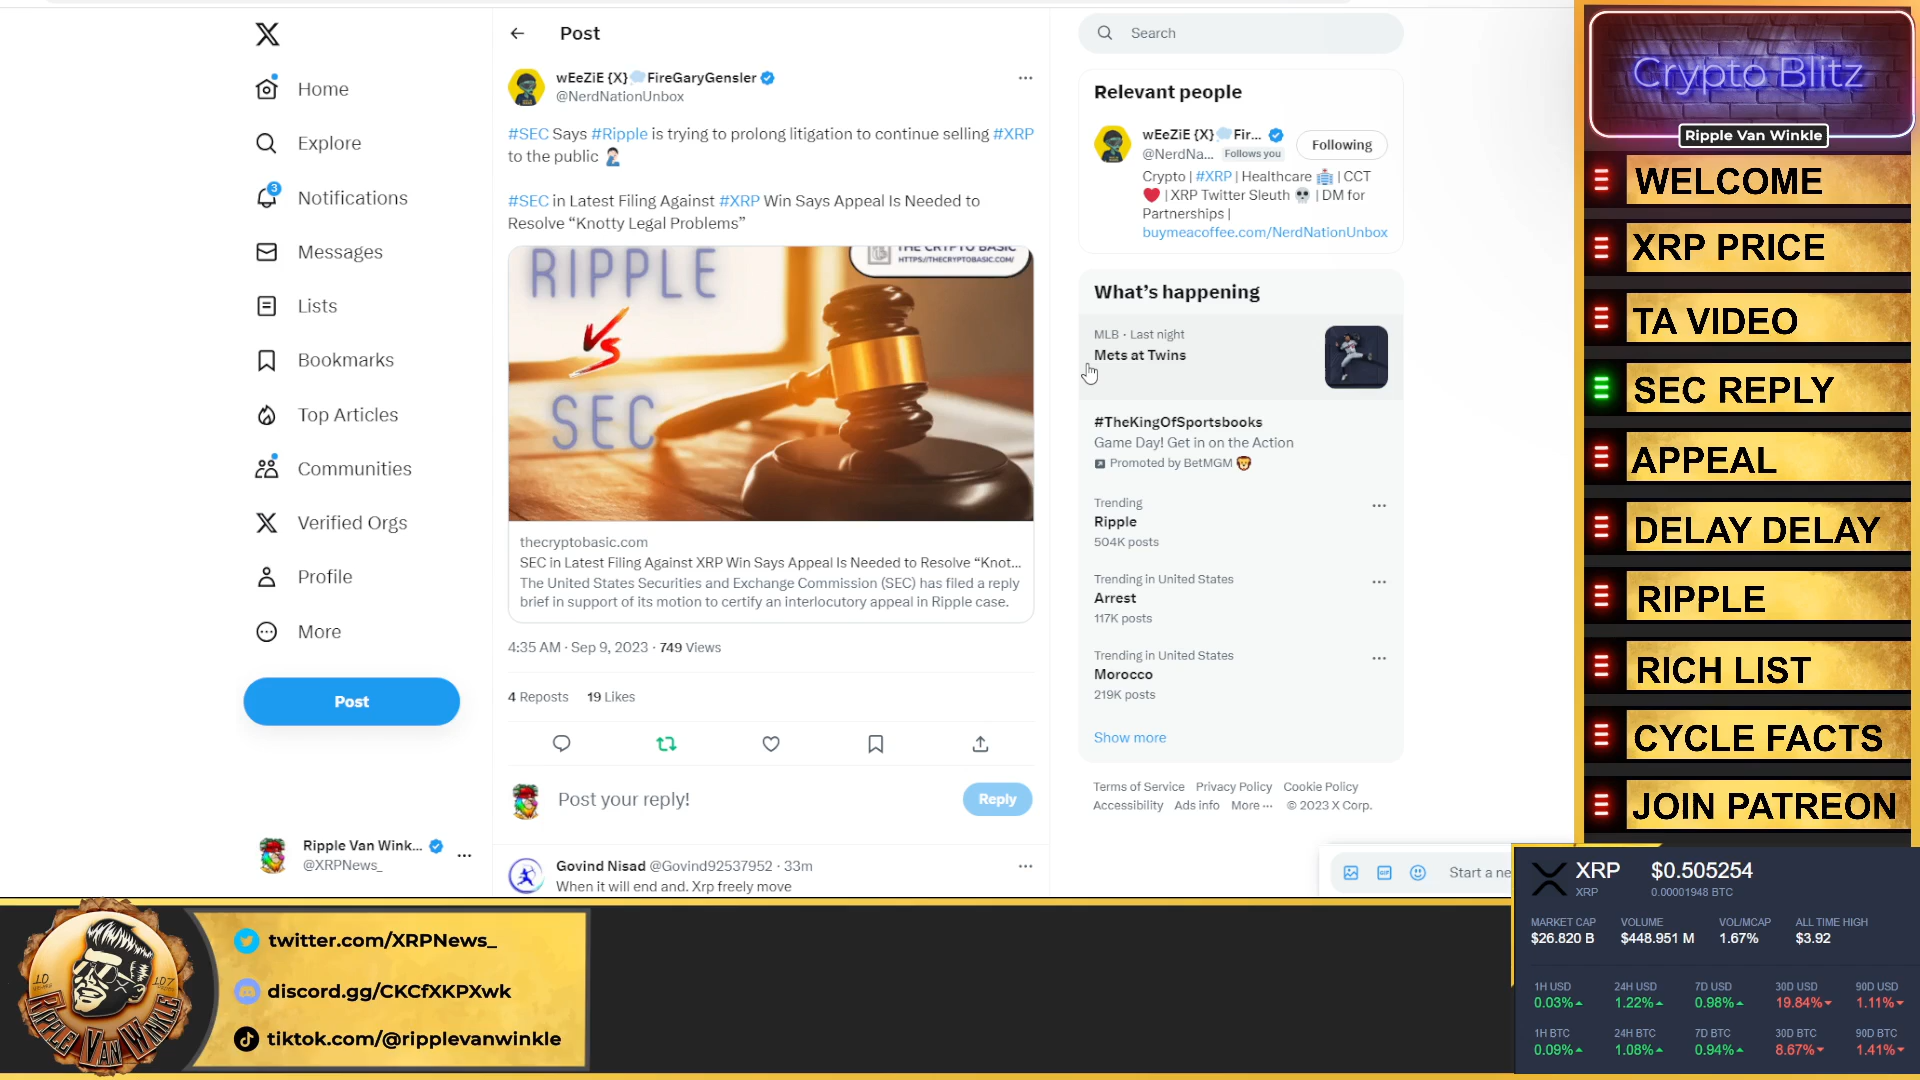 Home
Explore
3
Notifications
Messages
Lists
Bookmarks
Top Articles
Communities
Verified Orgs
Profile
More
Post
Ripple Van Wink...
@XRPNews_
Post
wEeZiE {X} FireGaryGensler
@NerdNationUnbox
#SEC Says #Ripple is trying to prolong litigation to continue selling #XRP
to the public
#SEC in Latest Filing Against #XRP Win Says Appeal Is Needed to
Resolve “Knotty Legal Problems”
THE CRYPTO BASIC
HTTPS://THECRYPTOBASIC.COM/
RIPPLE
VS
SEC
thecryptobasic.com
SEC in Latest Filing Against XRP Win Says Appeal Is Needed to Resolve “Knot...
The United States Securities and Exchange Commission (SEC) has filed a reply
brief in support of its motion to certify an interlocutory appeal in Ripple case.
4:35 AM · Sep 9, 2023 · 749 Views
4 Reposts 19 Likes
Post your reply!
Reply
Govind Nisad @Govind92537952 · 33m
When it will end and. Xrp freely move
Search
Relevant people
wEeZiE {X} Fir...
Following
@NerdNa... Follows you
Crypto | #XRP | Healthcare | CCT
| XRP Twitter Sleuth | DM for
Partnerships |
buymeacoffee.com/NerdNationUnbox
What’s happening
MLB · Last night
Mets at Twins
#TheKingOfSportsbooks
Game Day! Get in on the Action
Promoted by BetMGM
Trending
Ripple
504K posts
Trending in United States
Arrest
117K posts
Trending in United States
Morocco
219K posts
Show more
Terms of Service Privacy Policy Cookie Policy
Accessibility Ads info More ··· © 2023 X Corp.
GIF
Start a ne
Crypto Blitz
Ripple Van Winkle
WELCOME
XRP PRICE
TA VIDEO
SEC REPLY
APPEAL
DELAY DELAY
RIPPLE
RICH LIST
CYCLE FACTS
JOIN PATREON
XRP $0.505254
XRP 0.00001948 BTC
MARKET CAP VOLUME VOL/MCAP ALL TIME HIGH
$26.820 B $448.951 M 1.67% $3.92
1H USD 24H USD 7D USD 30D USD 90D USD
0.03% 1.22% 0.98% 19.84% 1.11%
1H BTC 24H BTC 7D BTC 30D BTC 90D BTC
0.09% 1.08% 0.94% 8.67% 1.41%
10 107
RIPPLE VAN WINKLE
twitter.com/XRPNews_
discord.gg/CKCfXKPXwk
tiktok.com/@ripplevanwinkle